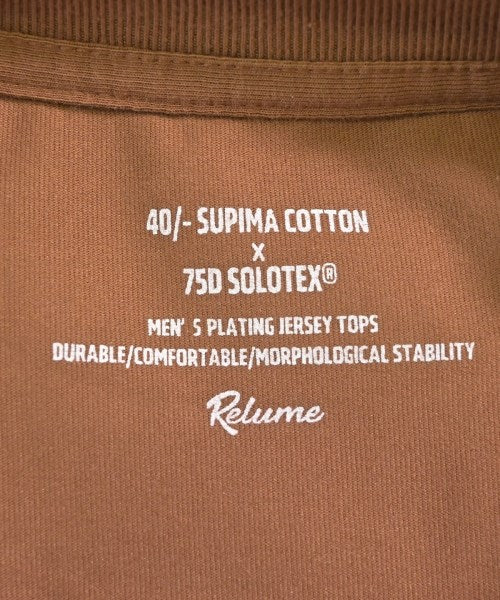 40/- SUPIMA COTTON
X
75D SOLOTEX®
MEN' S PLATING JERSEY TOPS
DURABLE/COMFORTABLE/MORPHOLOGICAL STABILITY
Relume